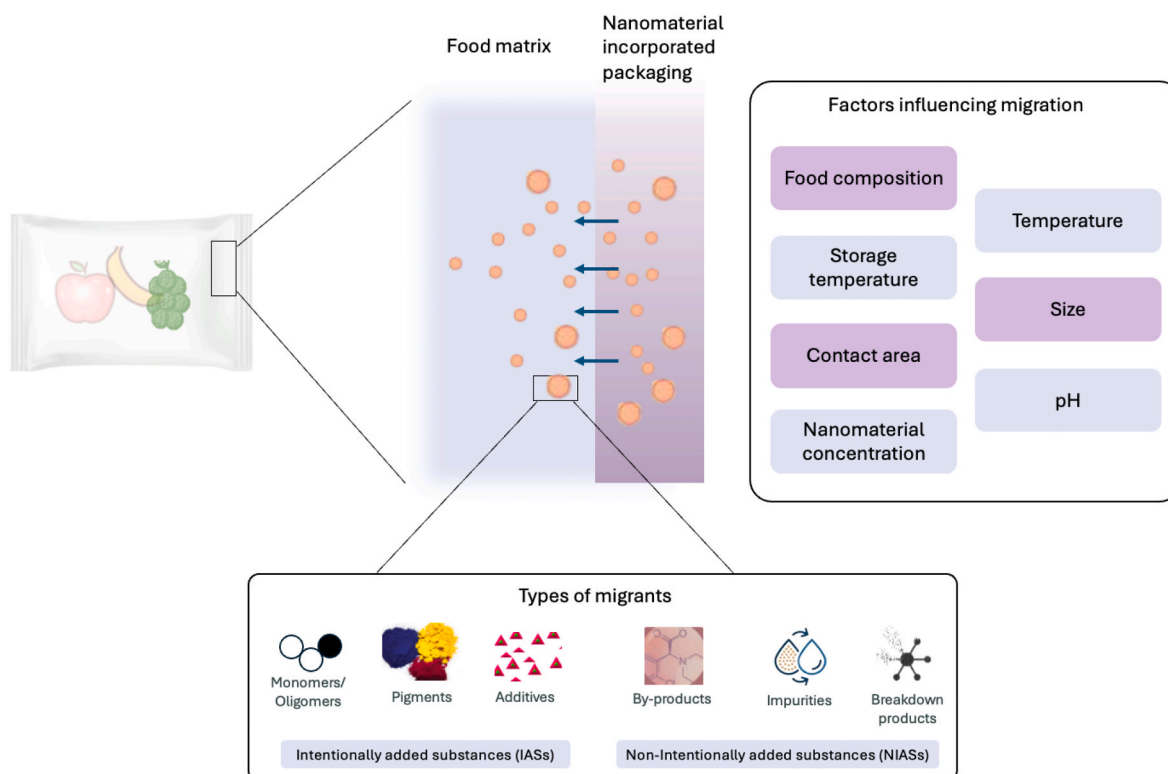 Food matrix
Nanomaterial
incorporated
packaging
Factors influencing migration
Food composition
Temperature
Storage
temperature
Size
Contact area
pH
Nanomaterial
concentration
Types of migrants
Monomers/
Oligomers
Pigments
Additives
By-products
Impurities
Breakdown
products
Intentionally added substances (IASs)
Non-Intentionally added substances (NIASs)